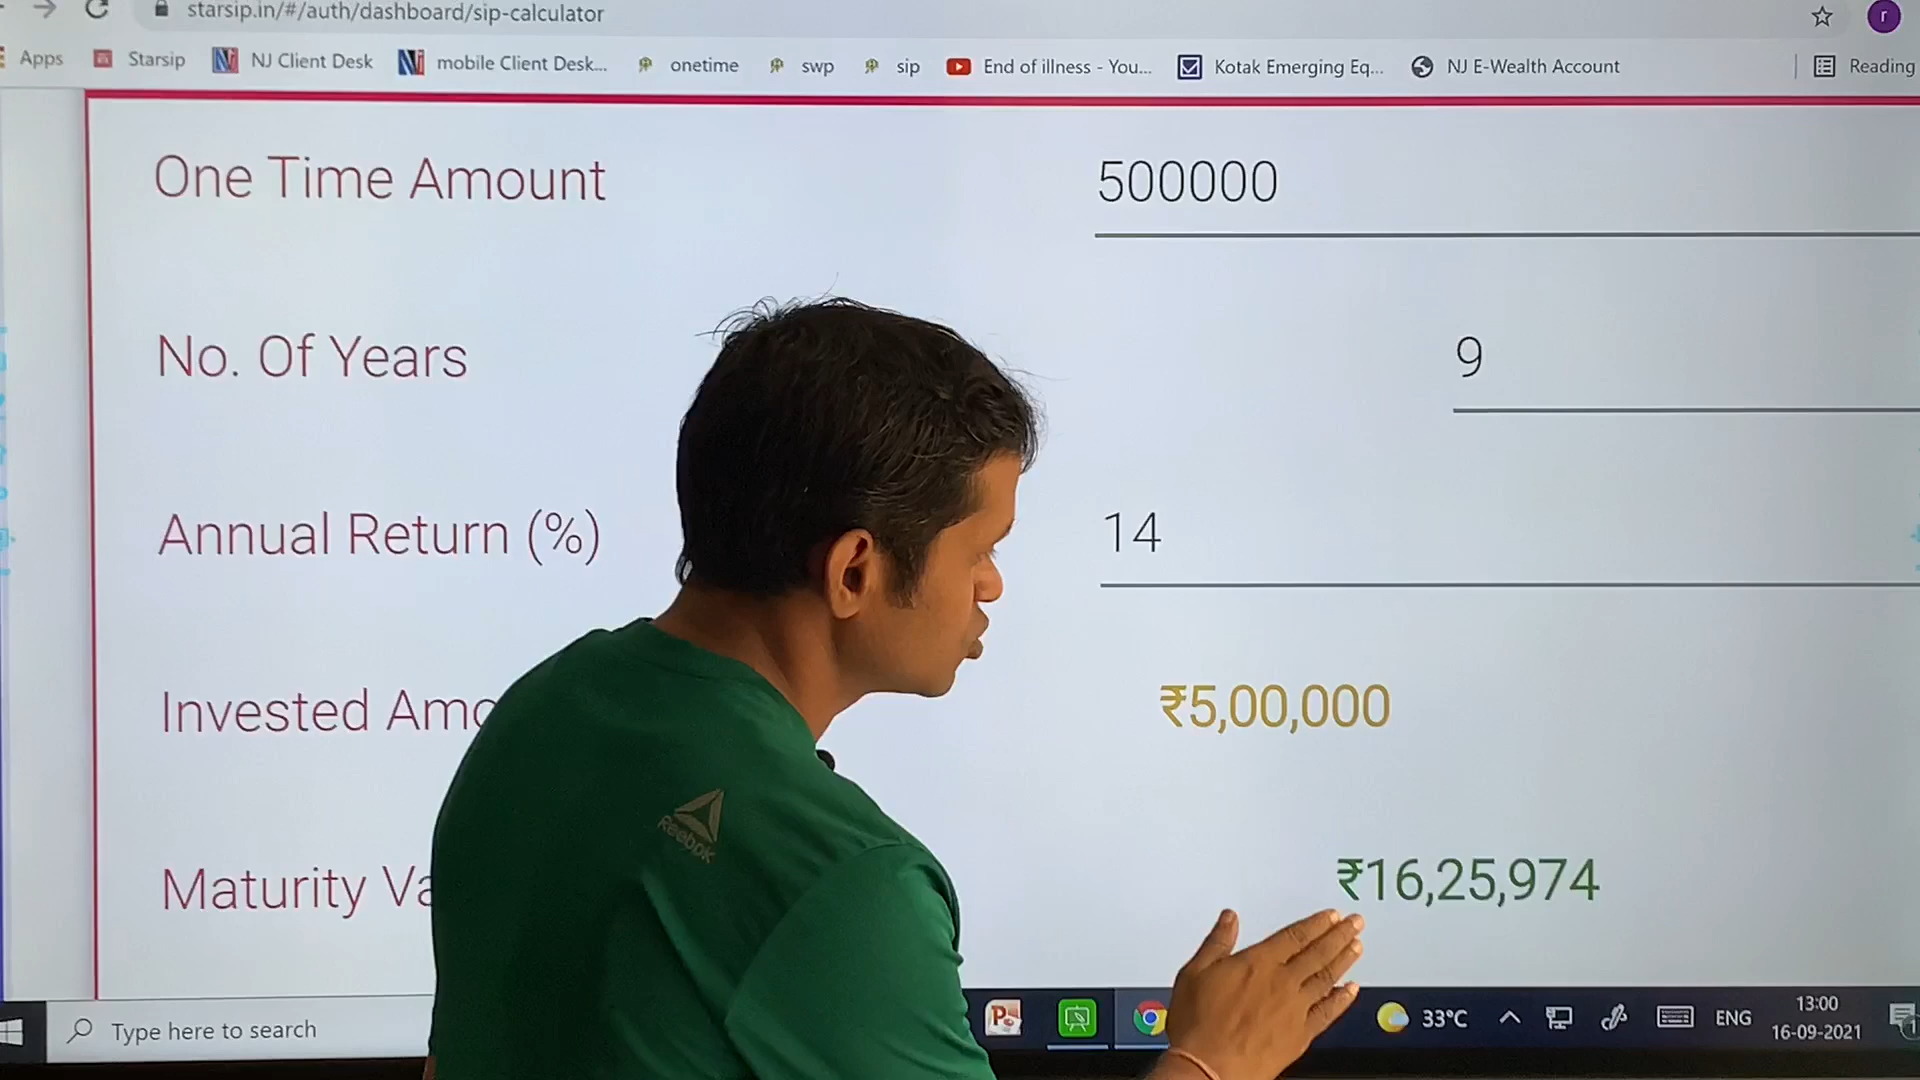 starsip.in/#/auth/dashboard/sip-calculator
r
Apps Starsip NJ Client Desk mobile Client Desk... onetime swp sip End of illness - You... Kotak Emerging Eq... NJ E-Wealth Account Reading
One Time Amount 500000
No. Of Years 9
Annual Return (%) 14
Invested Amo ₹5,00,000
Reebok
Maturity Va ₹16,25,974
Type here to search 33°C ENG 13:00
16-09-2021